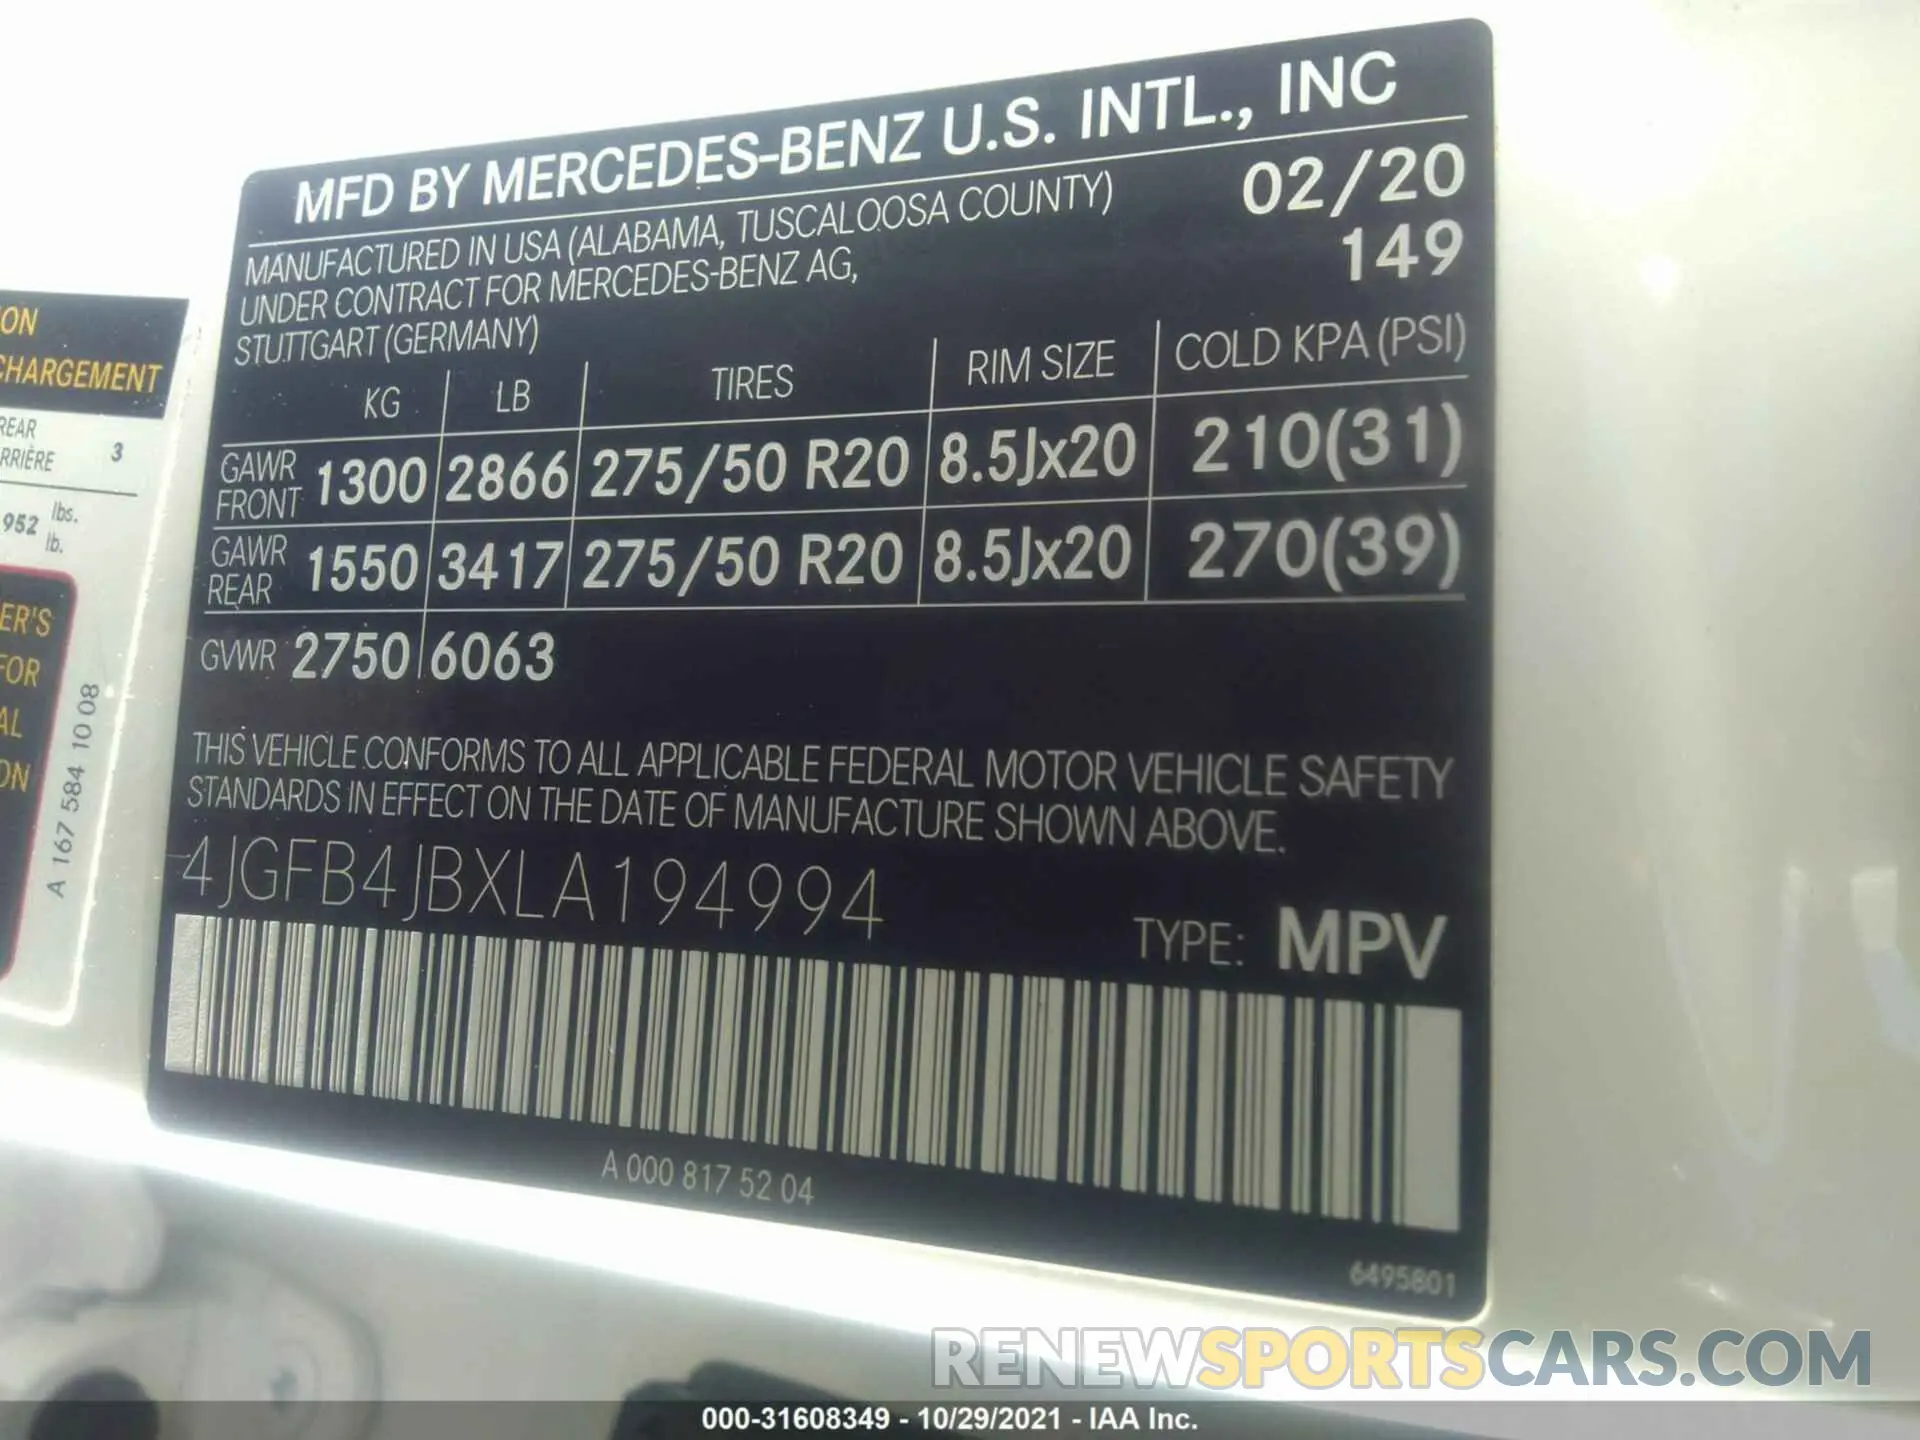 MFD BY MERCEDES-BENZ U.S. INTL., INC
MANUFACTURED IN USA (ALABAMA, TUSCALOOSA COUNTY) 02/20
UNDER CONTRACT FOR MERCEDES-BENZ AG, 149
STUTTGART (GERMANY)
KG LB TIRES RIM SIZE COLD KPA (PSI)
GAWR FRONT 1300 2866 275/50 R20 8.5Jx20 210(31)
GAWR REAR 1550 3417 275/50 R20 8.5Jx20 270(39)
GVWR 2750 6063
THIS VEHICLE CONFORMS TO ALL APPLICABLE FEDERAL MOTOR VEHICLE SAFETY
STANDARDS IN EFFECT ON THE DATE OF MANUFACTURE SHOWN ABOVE.
4JGFB4JBXLA194994
TYPE: MPV
A 000 817 52 04
6495801
ION
CHARGEMENT
REAR 3
RRIÈRE
952 lbs.
lb.
ER'S
FOR
AL
ON
A 167 584 10 08
RENEWSPORTSCARS.COM
000-31608349 - 10/29/2021 - IAA Inc.